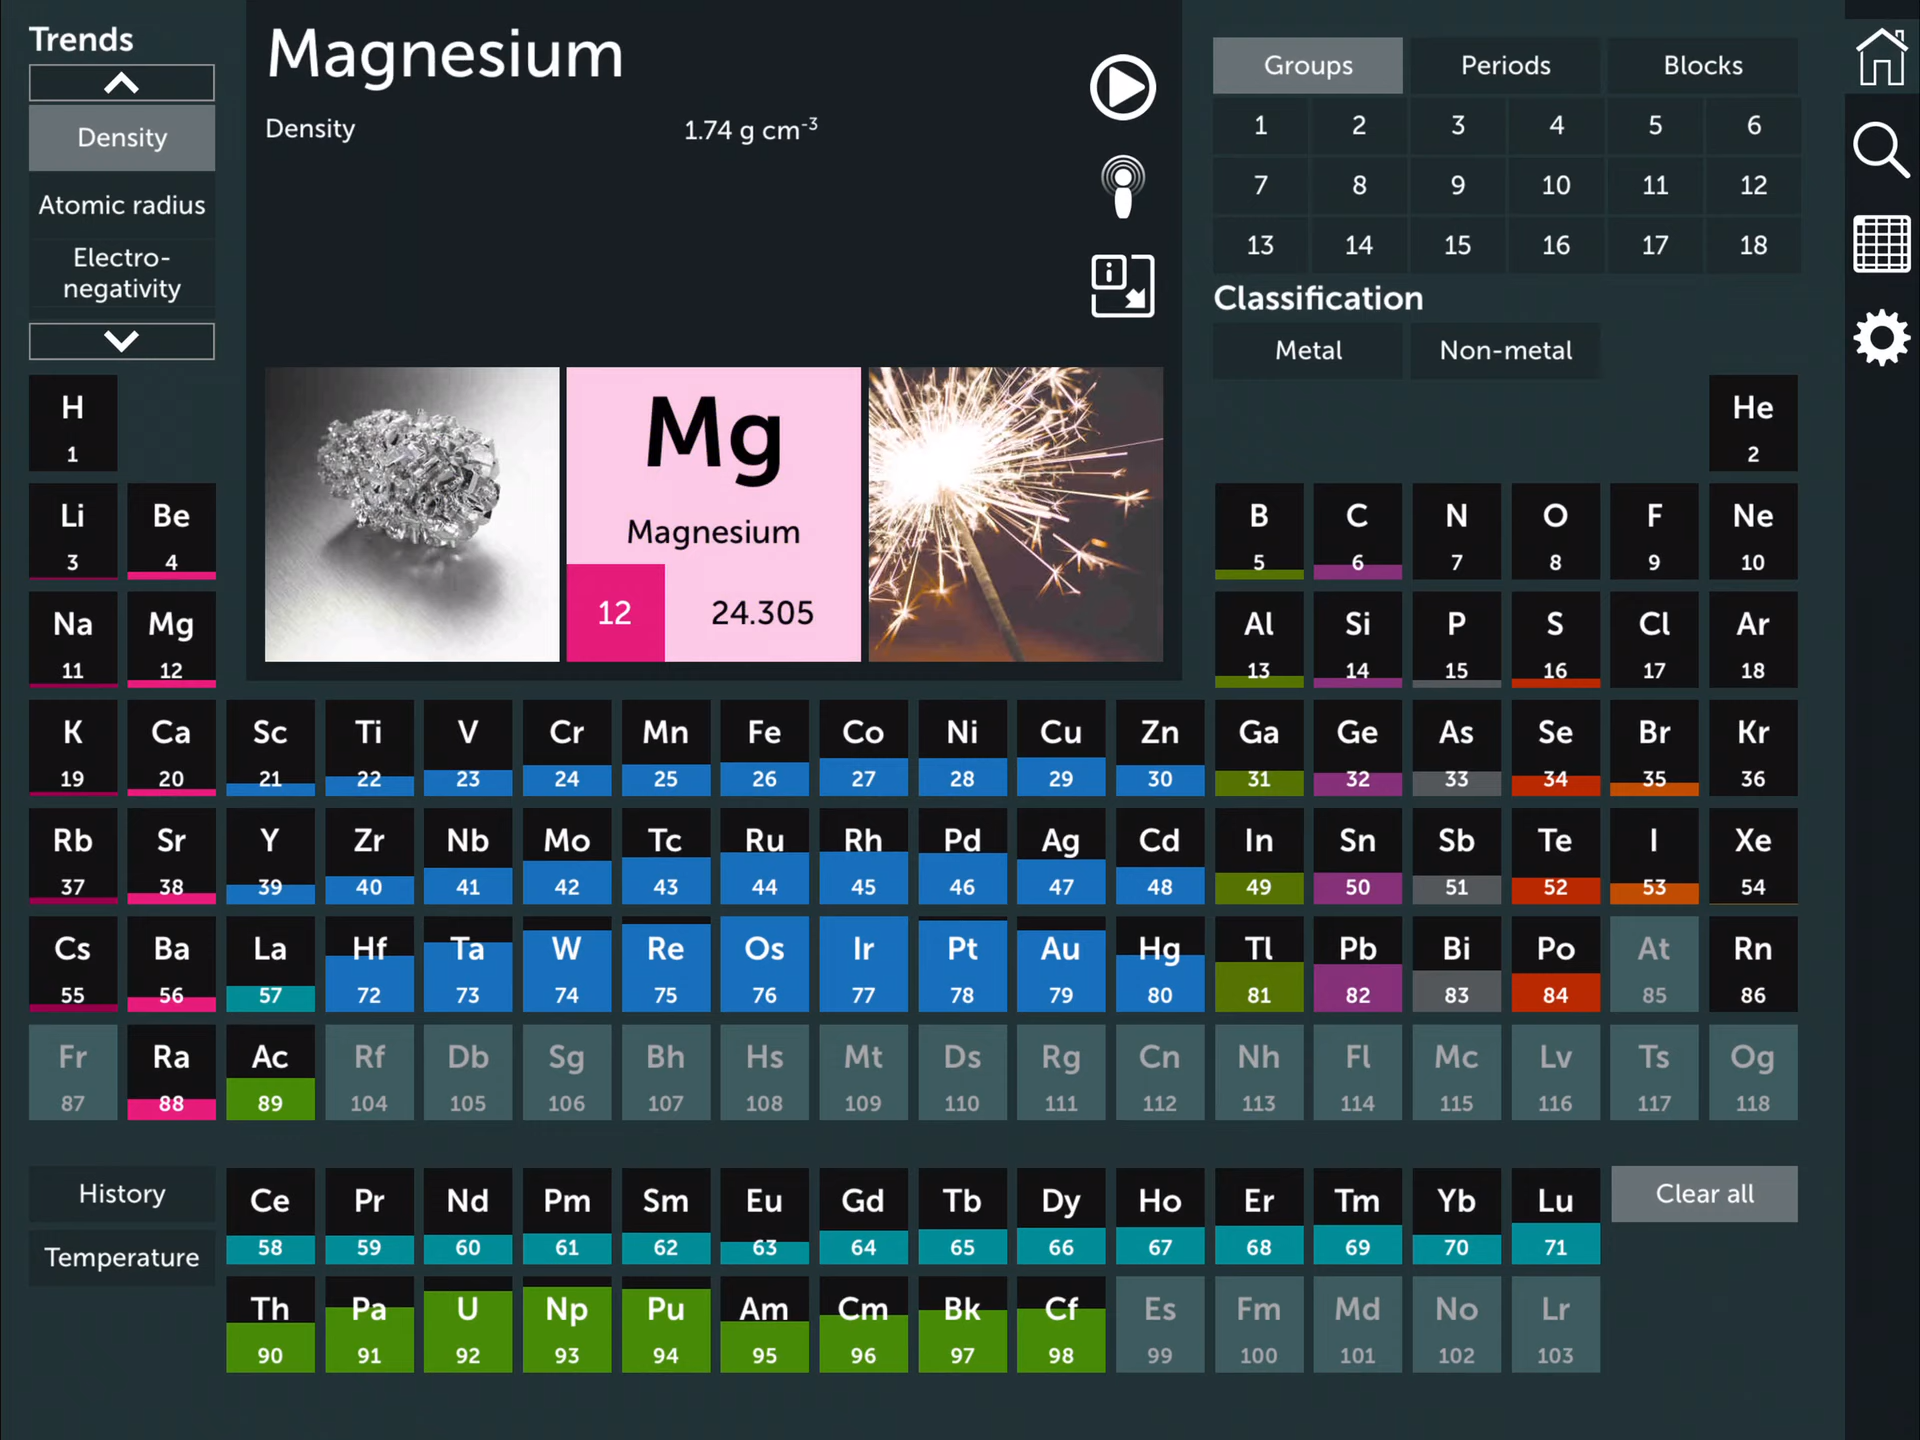 Trends
Density
Atomic radius
Electro-
negativity
Magnesium
Density 1.74 g cm⁻³
Mg
Magnesium
12 24.305
Groups Periods Blocks
1 2 3 4 5 6
7 8 9 10 11 12
13 14 15 16 17 18
Classification
Metal Non-metal
H He
1 2
Li Be B C N O F Ne
3 4 5 6 7 8 9 10
Na Mg Al Si P S Cl Ar
11 12 13 14 15 16 17 18
K Ca Sc Ti V Cr Mn Fe Co Ni Cu Zn Ga Ge As Se Br Kr
19 20 21 22 23 24 25 26 27 28 29 30 31 32 33 34 35 36
Rb Sr Y Zr Nb Mo Tc Ru Rh Pd Ag Cd In Sn Sb Te I Xe
37 38 39 40 41 42 43 44 45 46 47 48 49 50 51 52 53 54
Cs Ba La Hf Ta W Re Os Ir Pt Au Hg Tl Pb Bi Po At Rn
55 56 57 72 73 74 75 76 77 78 79 80 81 82 83 84 85 86
Fr Ra Ac Rf Db Sg Bh Hs Mt Ds Rg Cn Nh Fl Mc Lv Ts Og
87 88 89 104 105 106 107 108 109 110 111 112 113 114 115 116 117 118
History
Temperature
Ce Pr Nd Pm Sm Eu Gd Tb Dy Ho Er Tm Yb Lu
58 59 60 61 62 63 64 65 66 67 68 69 70 71
Th Pa U Np Pu Am Cm Bk Cf Es Fm Md No Lr
90 91 92 93 94 95 96 97 98 99 100 101 102 103
Clear all